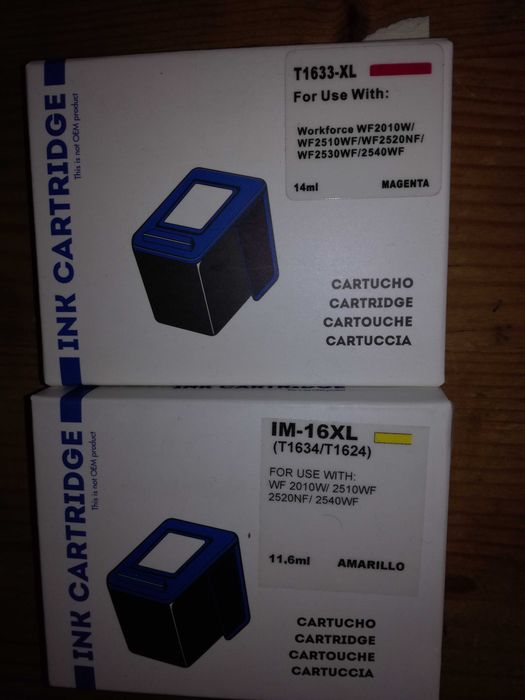 INK CARTRIDGE
This is not OEM product
T1633-XL
For Use With:
Workforce WF2010W/
WF2510WF/WF2520NF/
WF2530WF/2540WF
14ml MAGENTA
CARTUCHO
CARTRIDGE
CARTOUCHE
CARTUCCIA
INK CARTRIDGE
INK CARTRIDGE
This is not OEM product
IM-16XL
(T1634/T1624)
FOR USE WITH:
WF 2010W/ 2510WF
2520NF/ 2540WF
11.6ml AMARILLO
CARTUCHO
CARTRIDGE
CARTOUCHE
CARTUCCIA